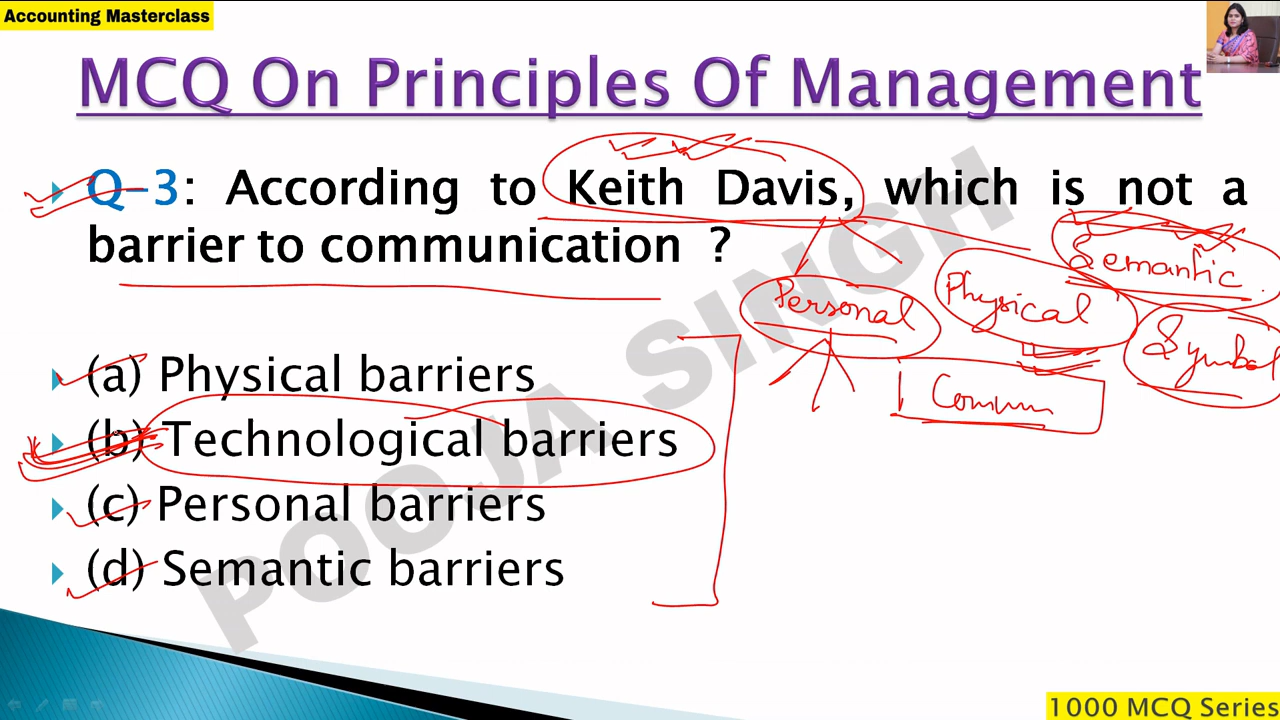 Accounting Masterclass
MCQ On Principles Of Management
Q-3: According to Keith Davis, which is not a
barrier to communication ?
Semantic
Personal
Physical
Symbol
Commun
(a) Physical barriers
(b) Technological barriers
(c) Personal barriers
(d) Semantic barriers
POOJA SINGH
1000 MCQ Series